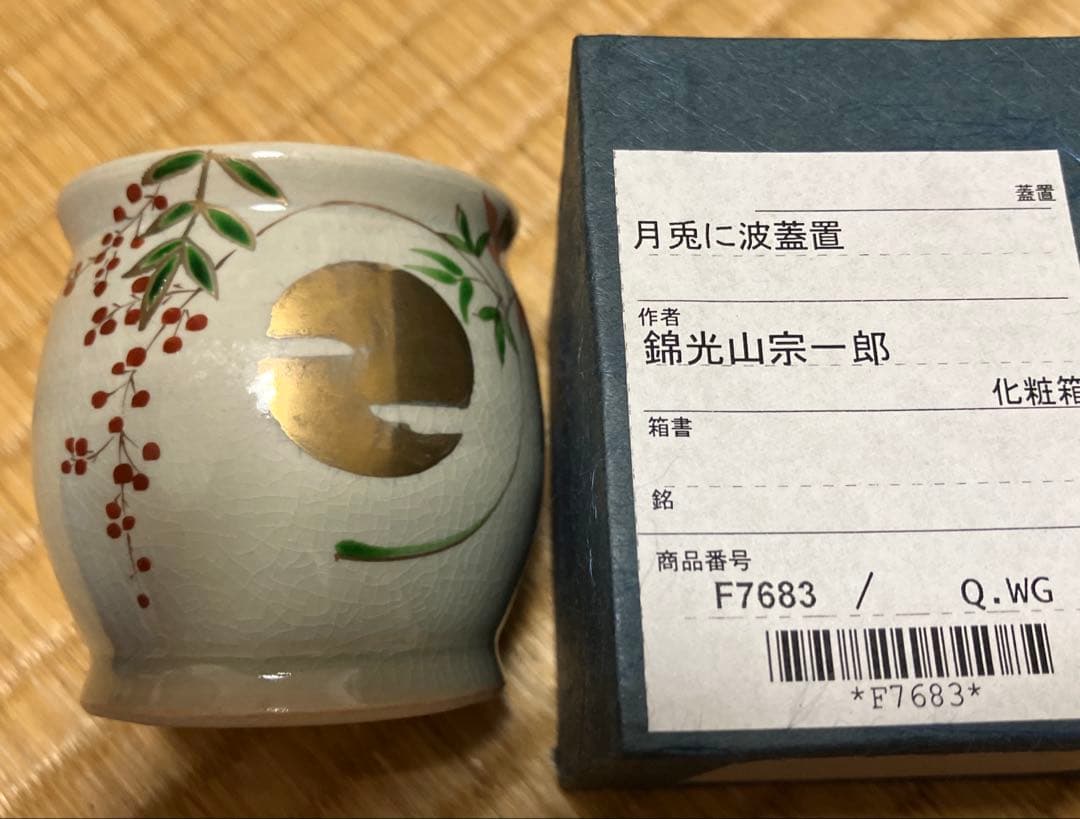 蓋置
月兎に波蓋置
作者
錦光山宗一郎
化粧箱
箱書
銘
商品番号
F7683 / Q.WG
*F7683*